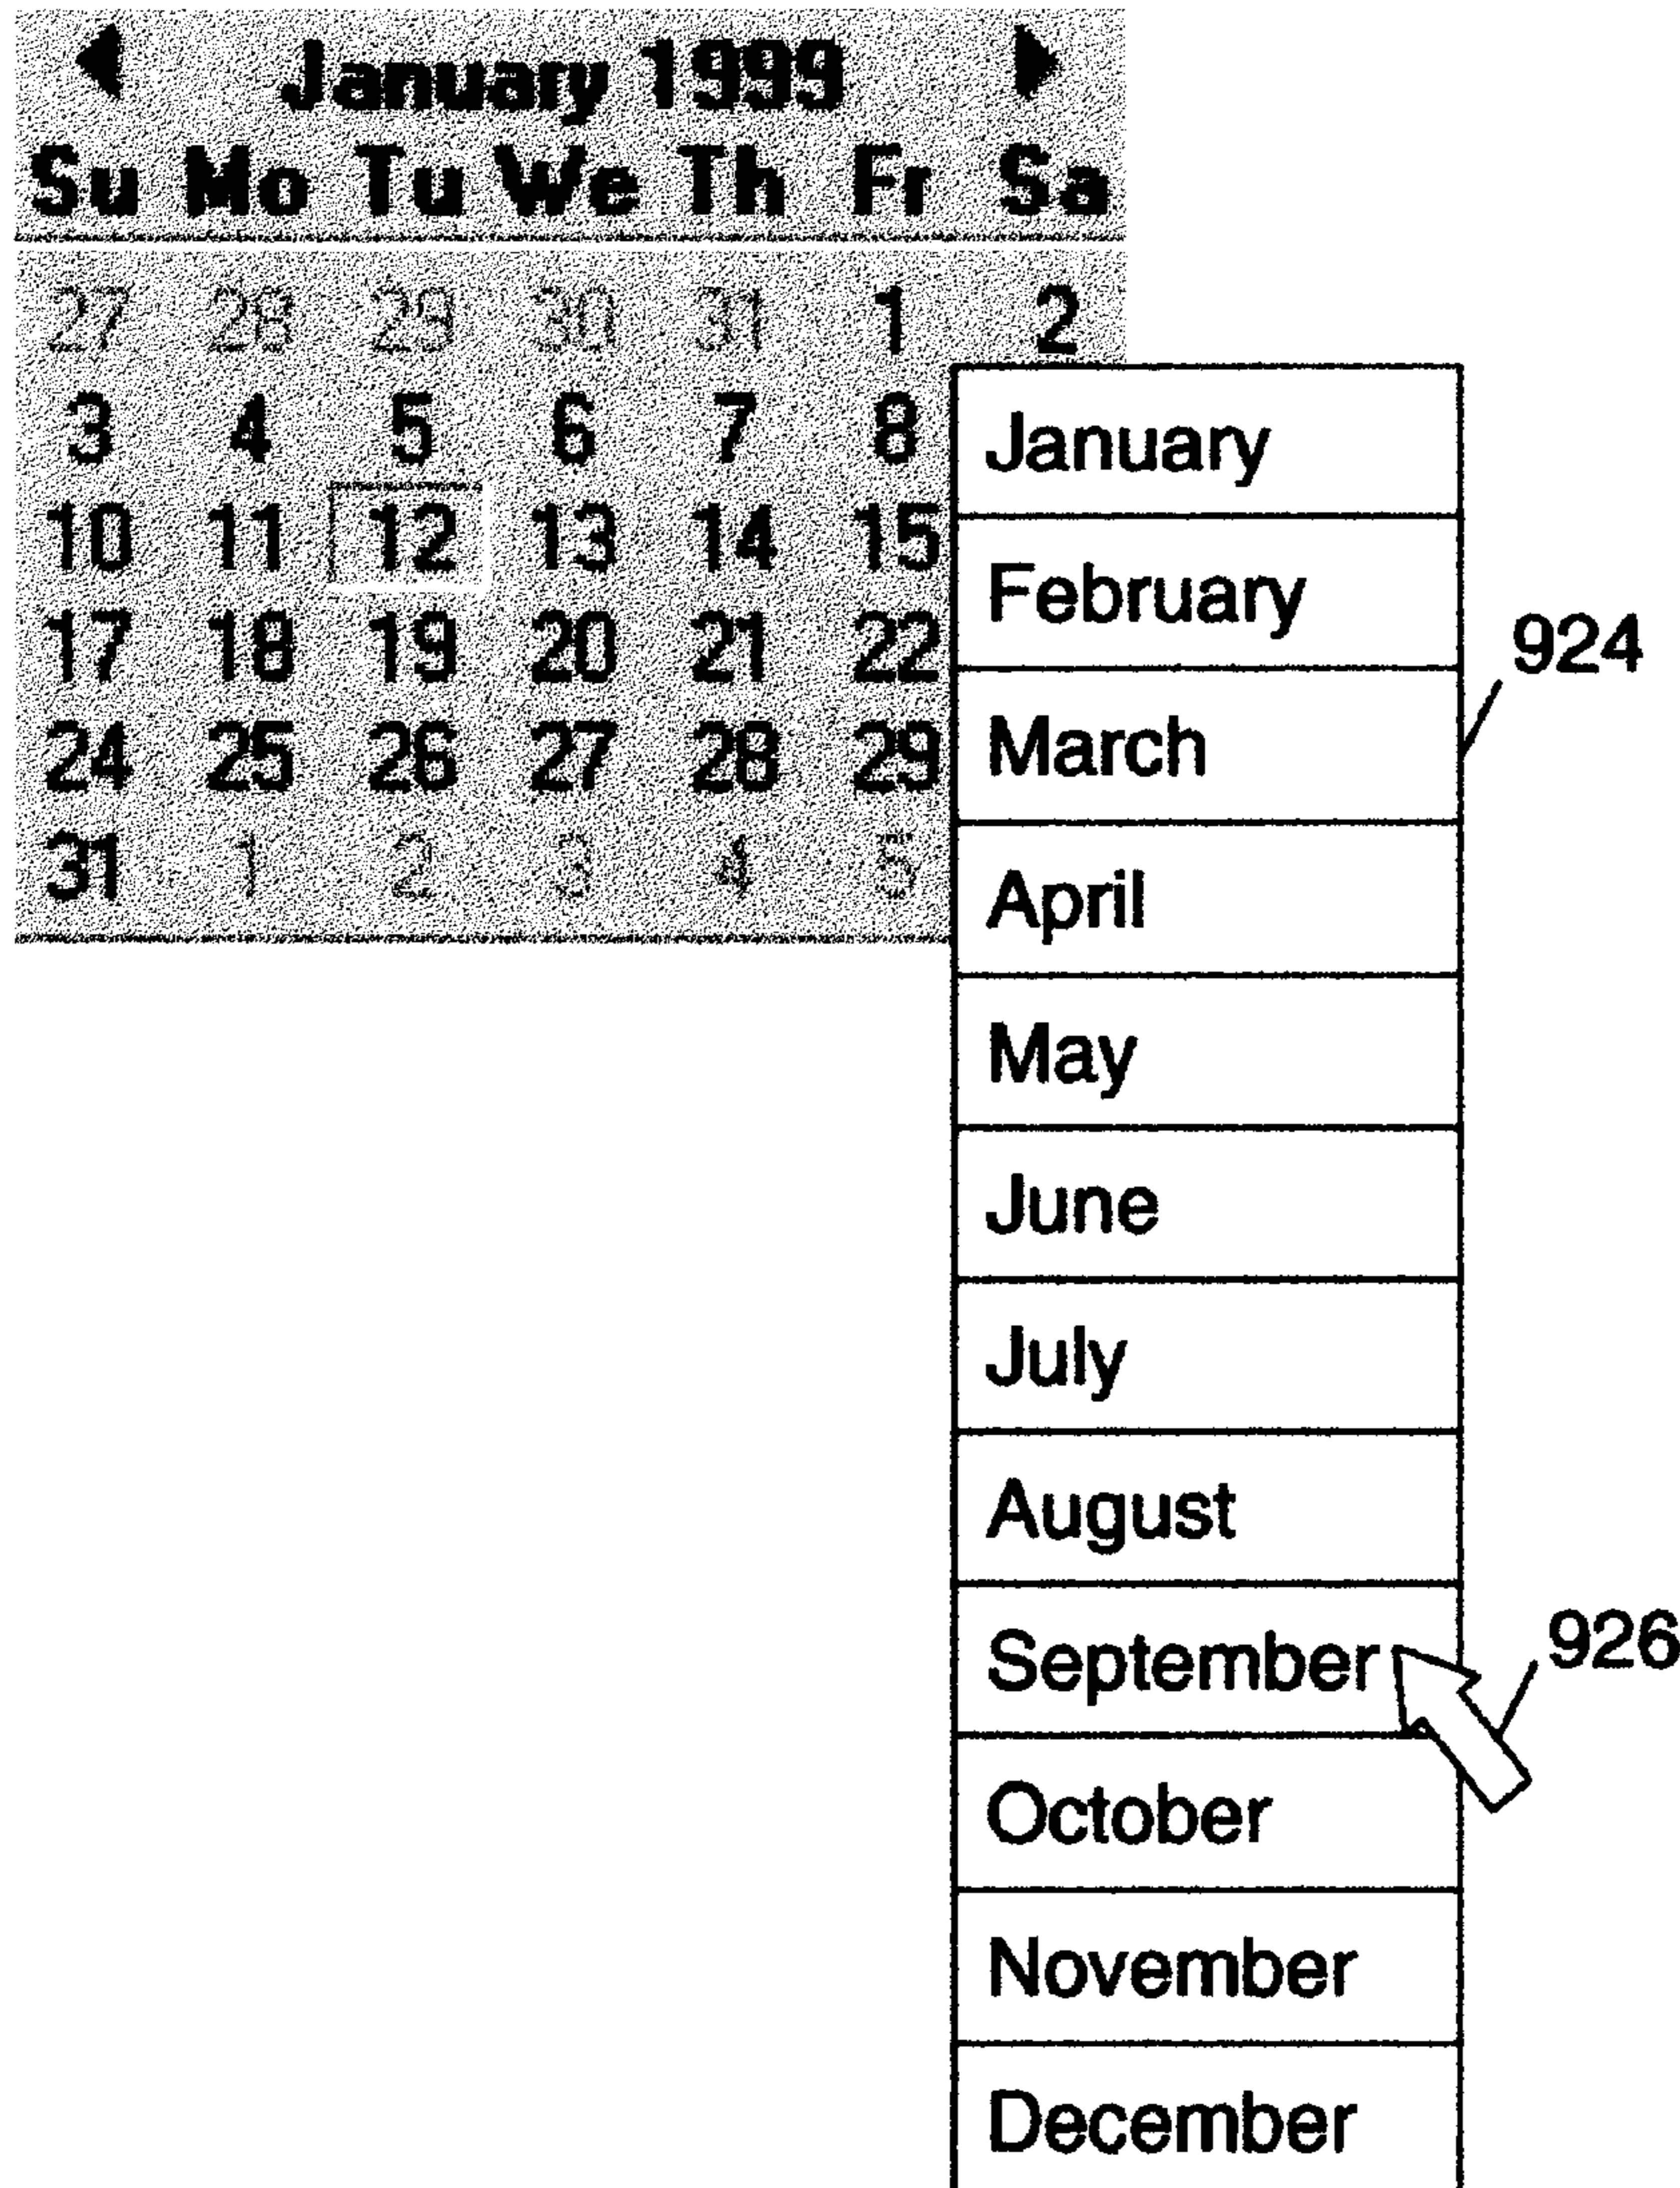 January 1999
Su Mo Tu We Th Fr Sa
27 28 29 30 31 1 2
3 4 5 6 7 8
10 11 12 13 14 15
17 18 19 20 21 22
24 25 26 27 28 29
31 1 2 3 4 5
January
February
924
March
April
May
June
July
August
September
926
October
November
December